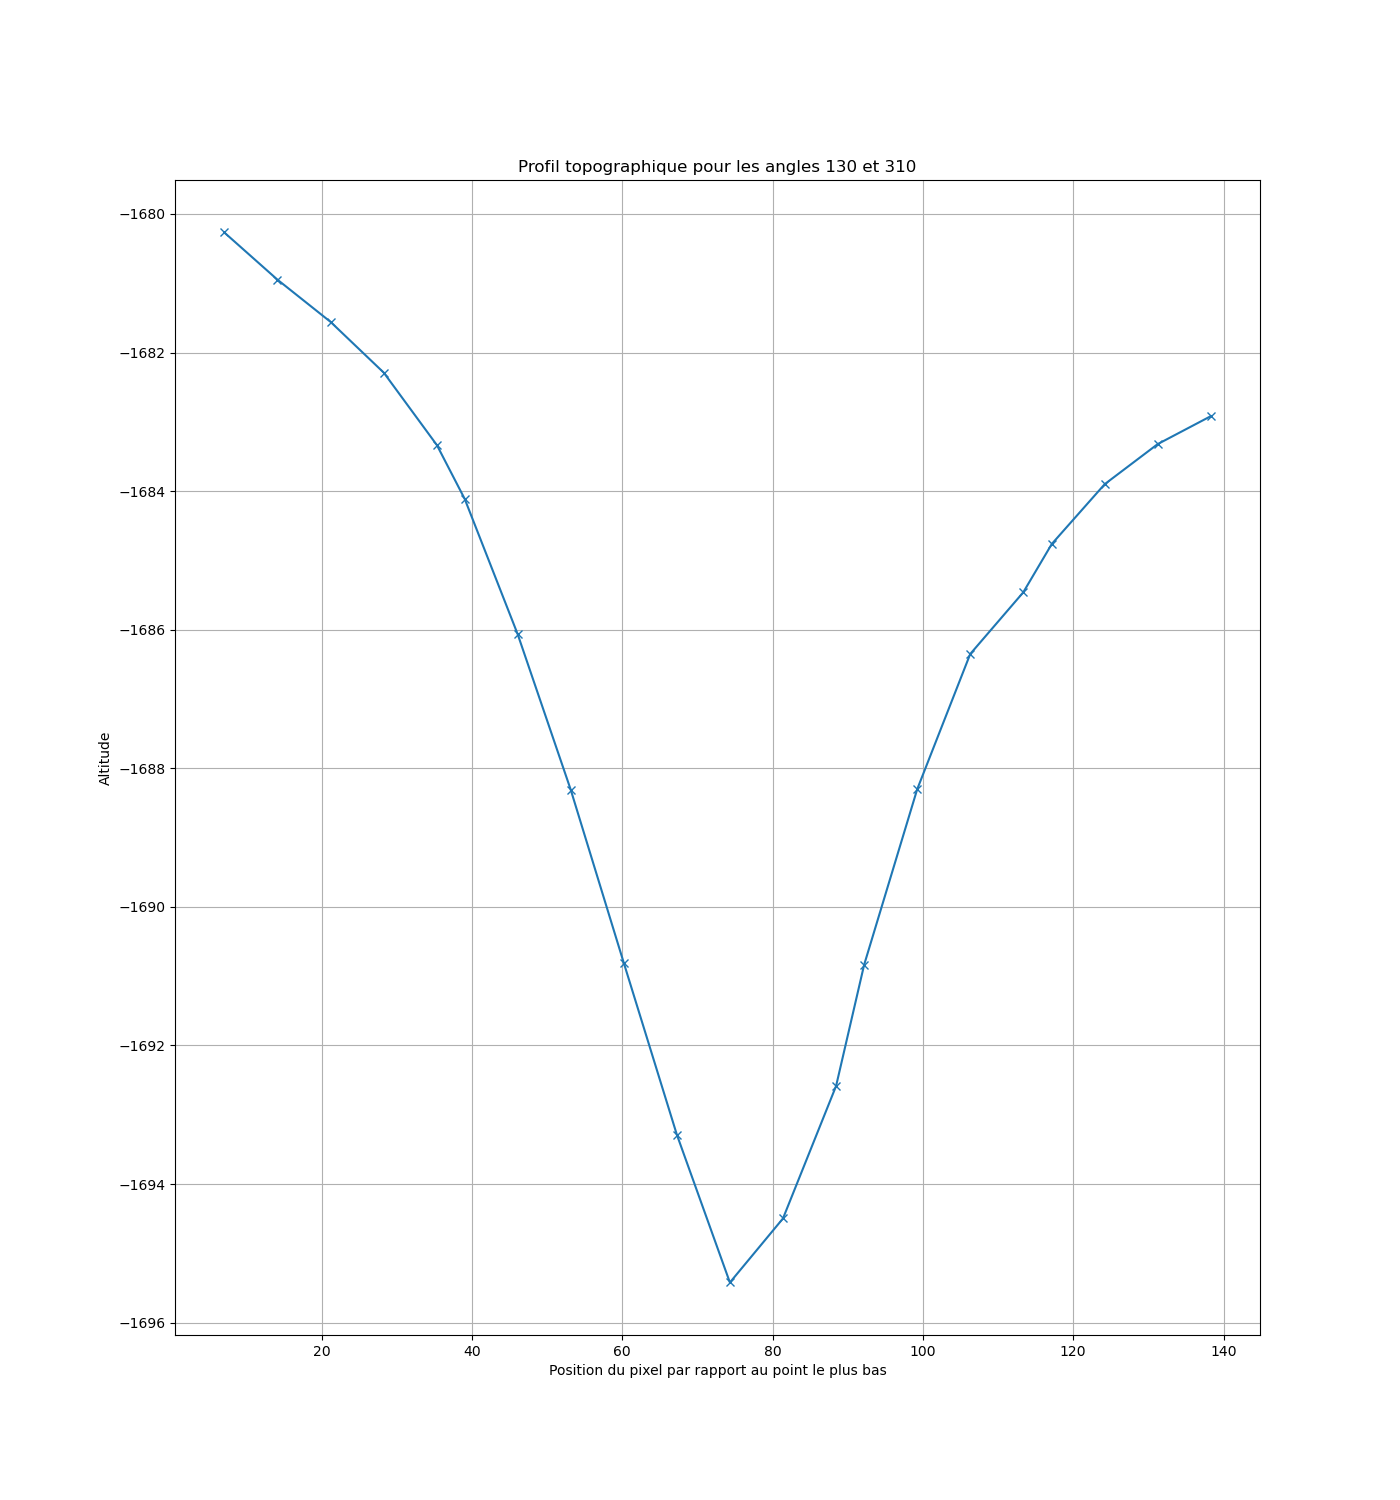 Profil topographique pour les angles 130 et 310
−1680
−1682
−1684
−1686
−1688
−1690
−1692
−1694
−1696
Altitude
20 40 60 80 100 120 140
Position du pixel par rapport au point le plus bas